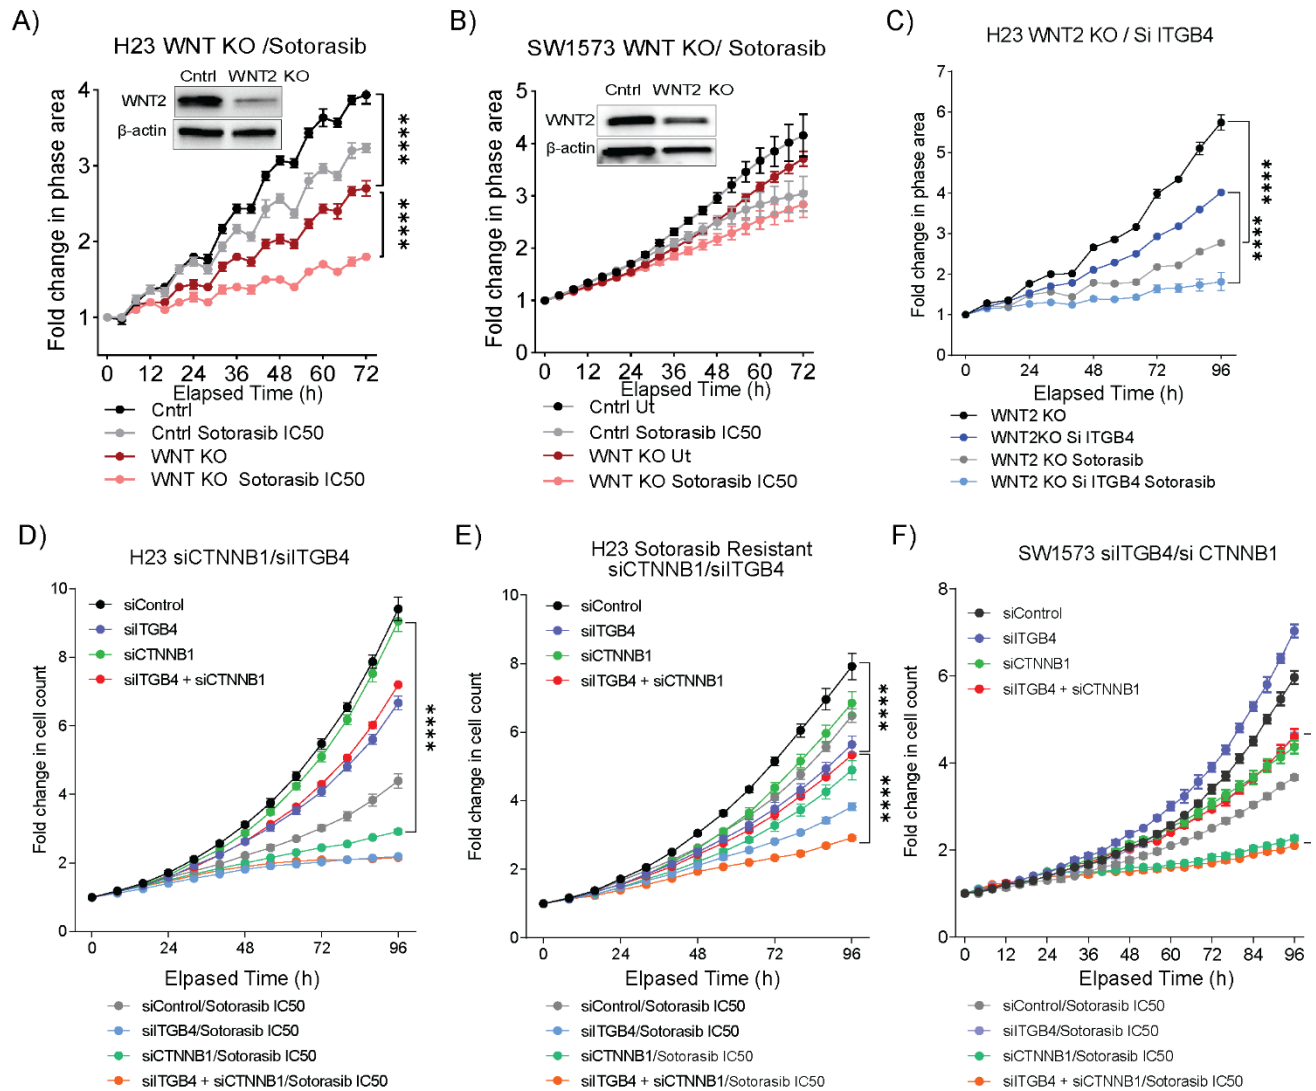 A)
H23 WNT KO /Sotorasib
Cntrl WNT2 KO
WNT2
β-actin
Fold change in phase area
4
3
2
1
0 12 24 36 48 60 72
Elapsed Time (h)
****
****
Cntrl
Cntrl Sotorasib IC50
WNT KO
WNT KO Sotorasib IC50
B)
SW1573 WNT KO/ Sotorasib
Cntrl WNT2 KO
WNT2
β-actin
Fold change in phase area
5
4
3
2
1
0
0 12 24 36 48 60 72
Elapsed Time (h)
Cntrl Ut
Cntrl Sotorasib IC50
WNT KO Ut
WNT KO Sotorasib IC50
C)
H23 WNT2 KO / Si ITGB4
Fold change in phase area
7
6
5
4
3
2
1
0
0 24 48 72 96
Elapsed Time (h)
****
****
WNT2 KO
WNT2KO Si ITGB4
WNT2 KO Sotorasib
WNT2 KO Si ITGB4 Sotorasib
D)
H23 siCTNNB1/siITGB4
Fold change in cell count
10
8
6
4
2
0
siControl
siITGB4
siCTNNB1
siITGB4 + siCTNNB1
****
0 24 48 72 96
Elpased Time (h)
siControl/Sotorasib IC50
siITGB4/Sotorasib IC50
siCTNNB1/Sotorasib IC50
siITGB4 + siCTNNB1/Sotorasib IC50
E)
H23 Sotorasib Resistant
siCTNNB1/siITGB4
Fold change in cell count
10
8
6
4
2
0
siControl
siITGB4
siCTNNB1
siITGB4 + siCTNNB1
****
****
0 24 48 72 96
Elpased Time (h)
siControl/Sotorasib IC50
siITGB4/Sotorasib IC50
siCTNNB1/Sotorasib IC50
siITGB4 + siCTNNB1/Sotorasib IC50
F)
SW1573 siITGB4/si CTNNB1
Fold change in cell count
8
6
4
2
0
siControl
siITGB4
siCTNNB1
siITGB4 + siCTNNB1
0 12 24 36 48 60 72 84 96
Elpased Time (h)
siControl/Sotorasib IC50
siITGB4/Sotorasib IC50
siCTNNB1/Sotorasib IC50
siITGB4 + siCTNNB1/Sotorasib IC50